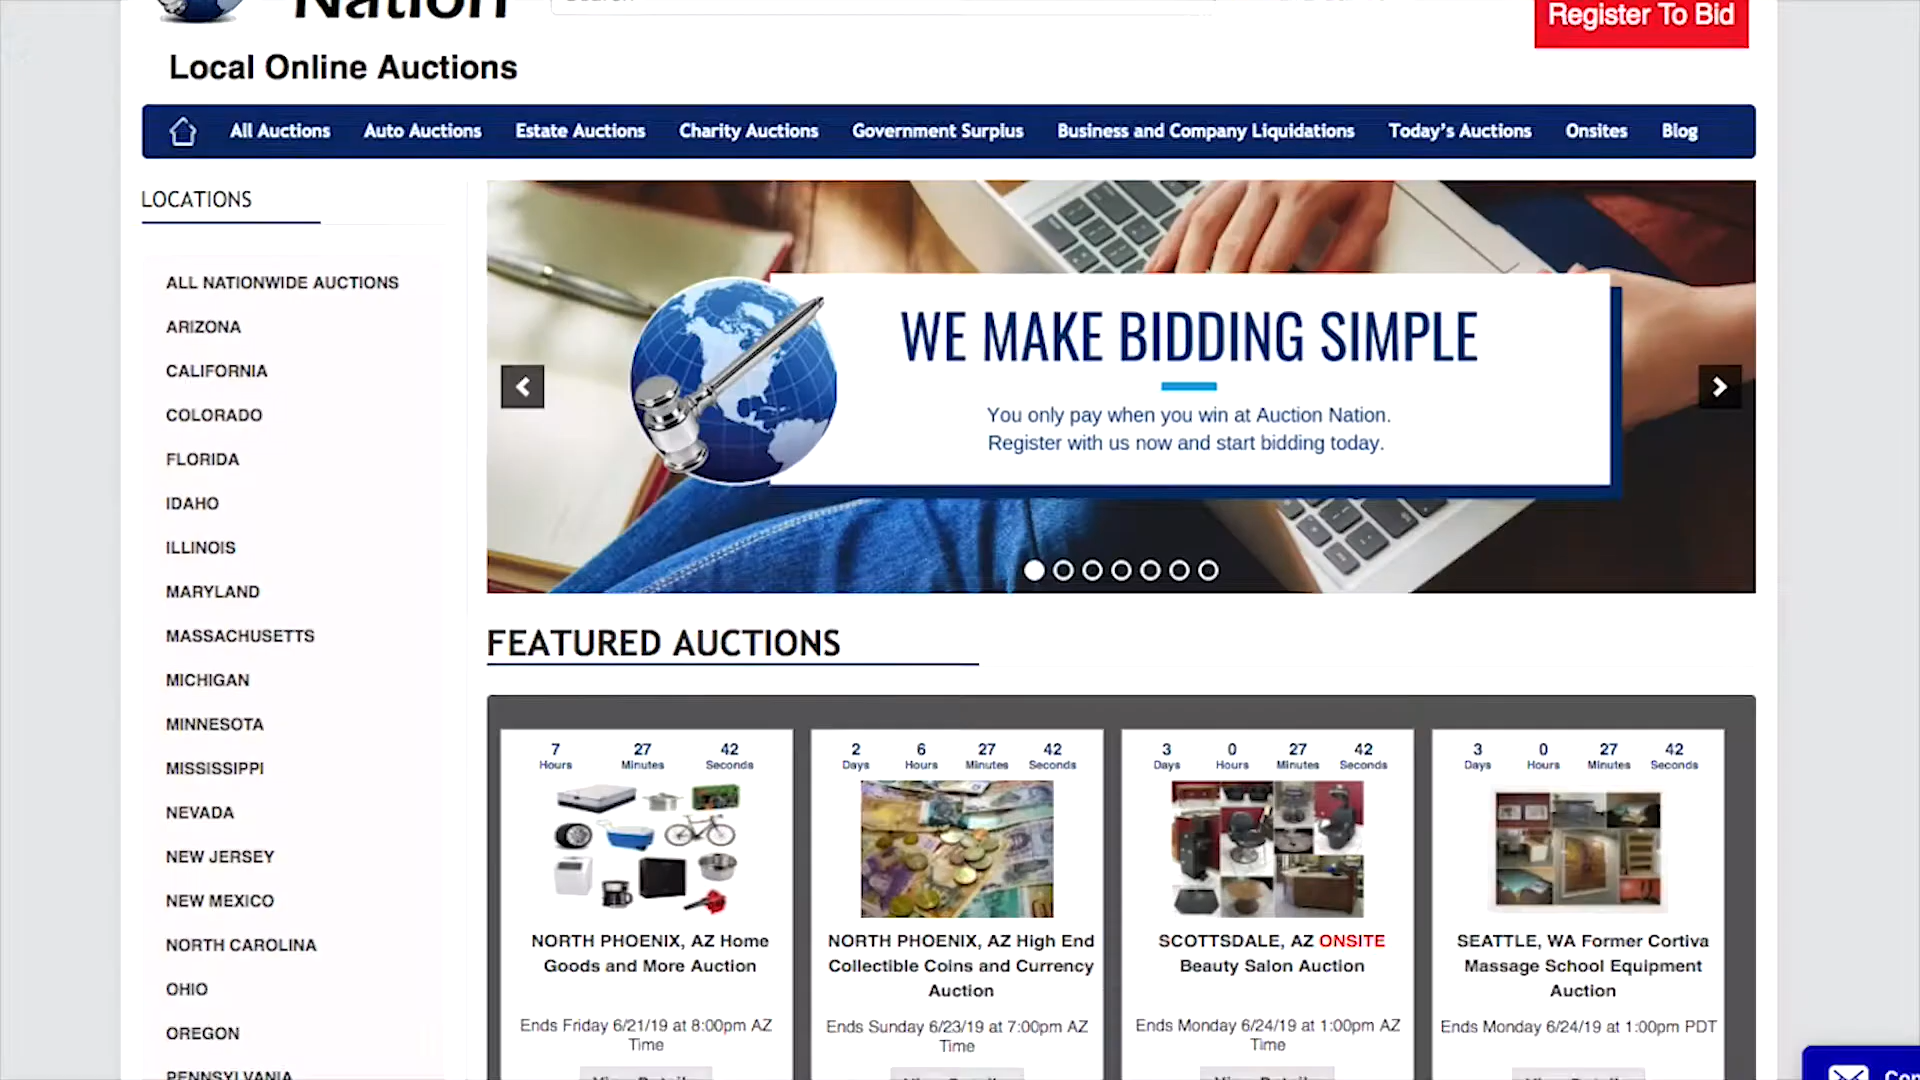 Nation
Register To Bid
Local Online Auctions
All Auctions Auto Auctions Estate Auctions Charity Auctions Government Surplus Business and Company Liquidations Today's Auctions Onsites Blog
LOCATIONS
ALL NATIONWIDE AUCTIONS
ARIZONA
CALIFORNIA
COLORADO
FLORIDA
IDAHO
ILLINOIS
MARYLAND
MASSACHUSETTS
MICHIGAN
MINNESOTA
MISSISSIPPI
NEVADA
NEW JERSEY
NEW MEXICO
NORTH CAROLINA
OHIO
OREGON
PENNSYLVANIA
WE MAKE BIDDING SIMPLE
You only pay when you win at Auction Nation.
Register with us now and start bidding today.
FEATURED AUCTIONS
7 27 42
Hours Minutes Seconds
NORTH PHOENIX, AZ Home
Goods and More Auction
Ends Friday 6/21/19 at 8:00pm AZ
Time
2 6 27 42
Days Hours Minutes Seconds
NORTH PHOENIX, AZ High End
Collectible Coins and Currency
Auction
Ends Sunday 6/23/19 at 7:00pm AZ
Time
3 0 27 42
Days Hours Minutes Seconds
SCOTTSDALE, AZ ONSITE
Beauty Salon Auction
Ends Monday 6/24/19 at 1:00pm AZ
Time
3 0 27 42
Days Hours Minutes Seconds
SEATTLE, WA Former Cortiva
Massage School Equipment
Auction
Ends Monday 6/24/19 at 1:00pm PDT